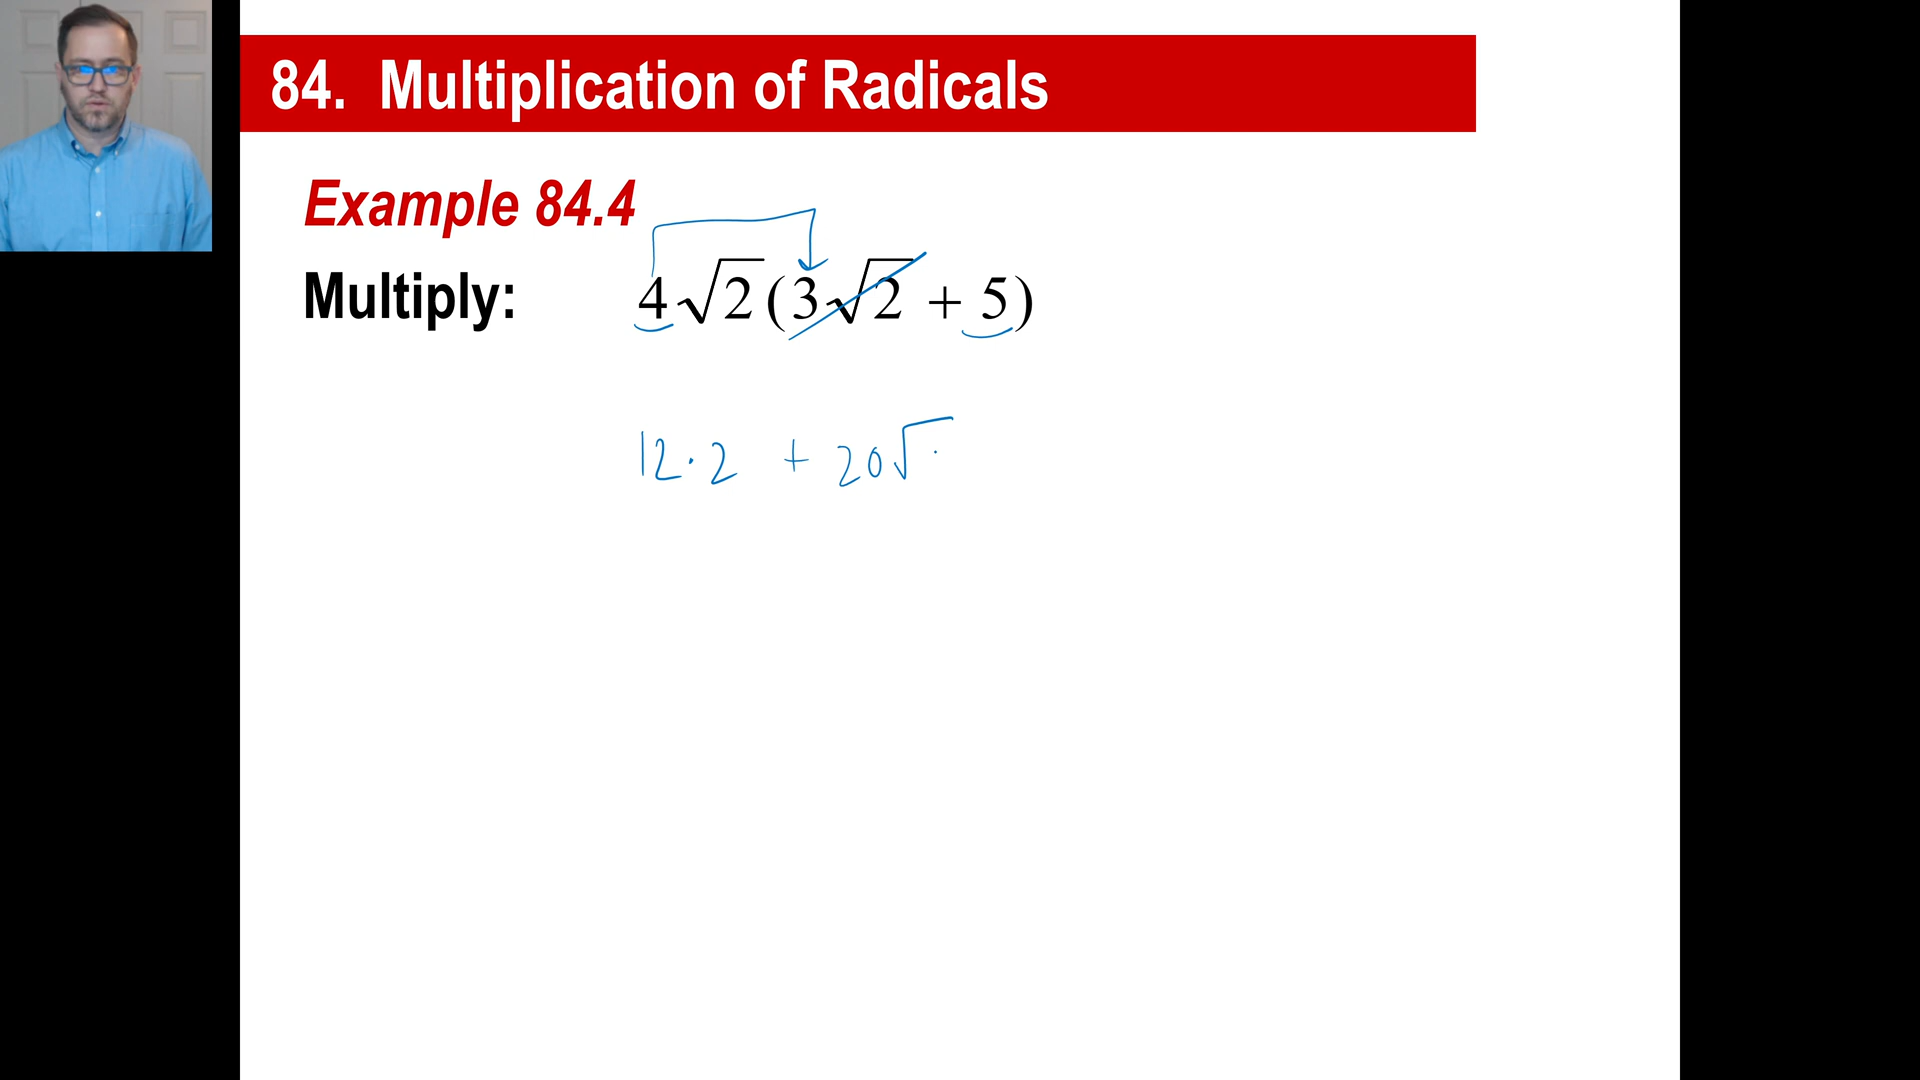 84. Multiplication of Radicals
Example 84.4
Multiply: 4√2(3√2 + 5)
12·2 + 20√